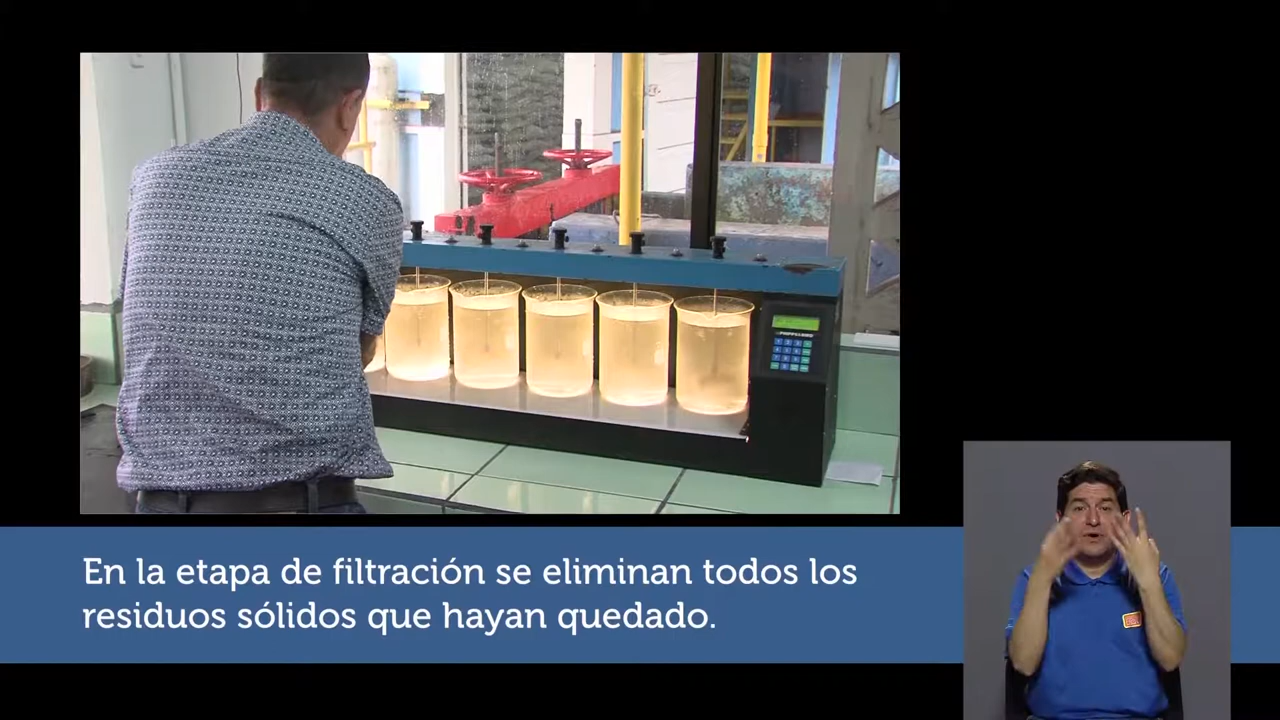 En la etapa de filtración se eliminan todos los
residuos sólidos que hayan quedado.